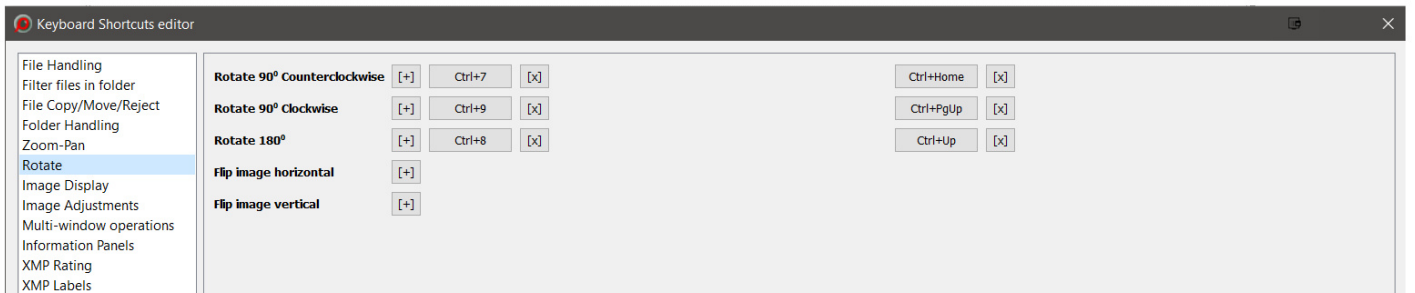 Keyboard Shortcuts editor
File Handling
Filter files in folder
File Copy/Move/Reject
Folder Handling
Zoom-Pan
Rotate
Image Display
Image Adjustments
Multi-window operations
Information Panels
XMP Rating
XMP Labels
Rotate 90⁰ Counterclockwise [+] Ctrl+7 [x] Ctrl+Home [x]
Rotate 90⁰ Clockwise [+] Ctrl+9 [x] Ctrl+PgUp [x]
Rotate 180⁰ [+] Ctrl+8 [x] Ctrl+Up [x]
Flip image horizontal [+]
Flip image vertical [+]